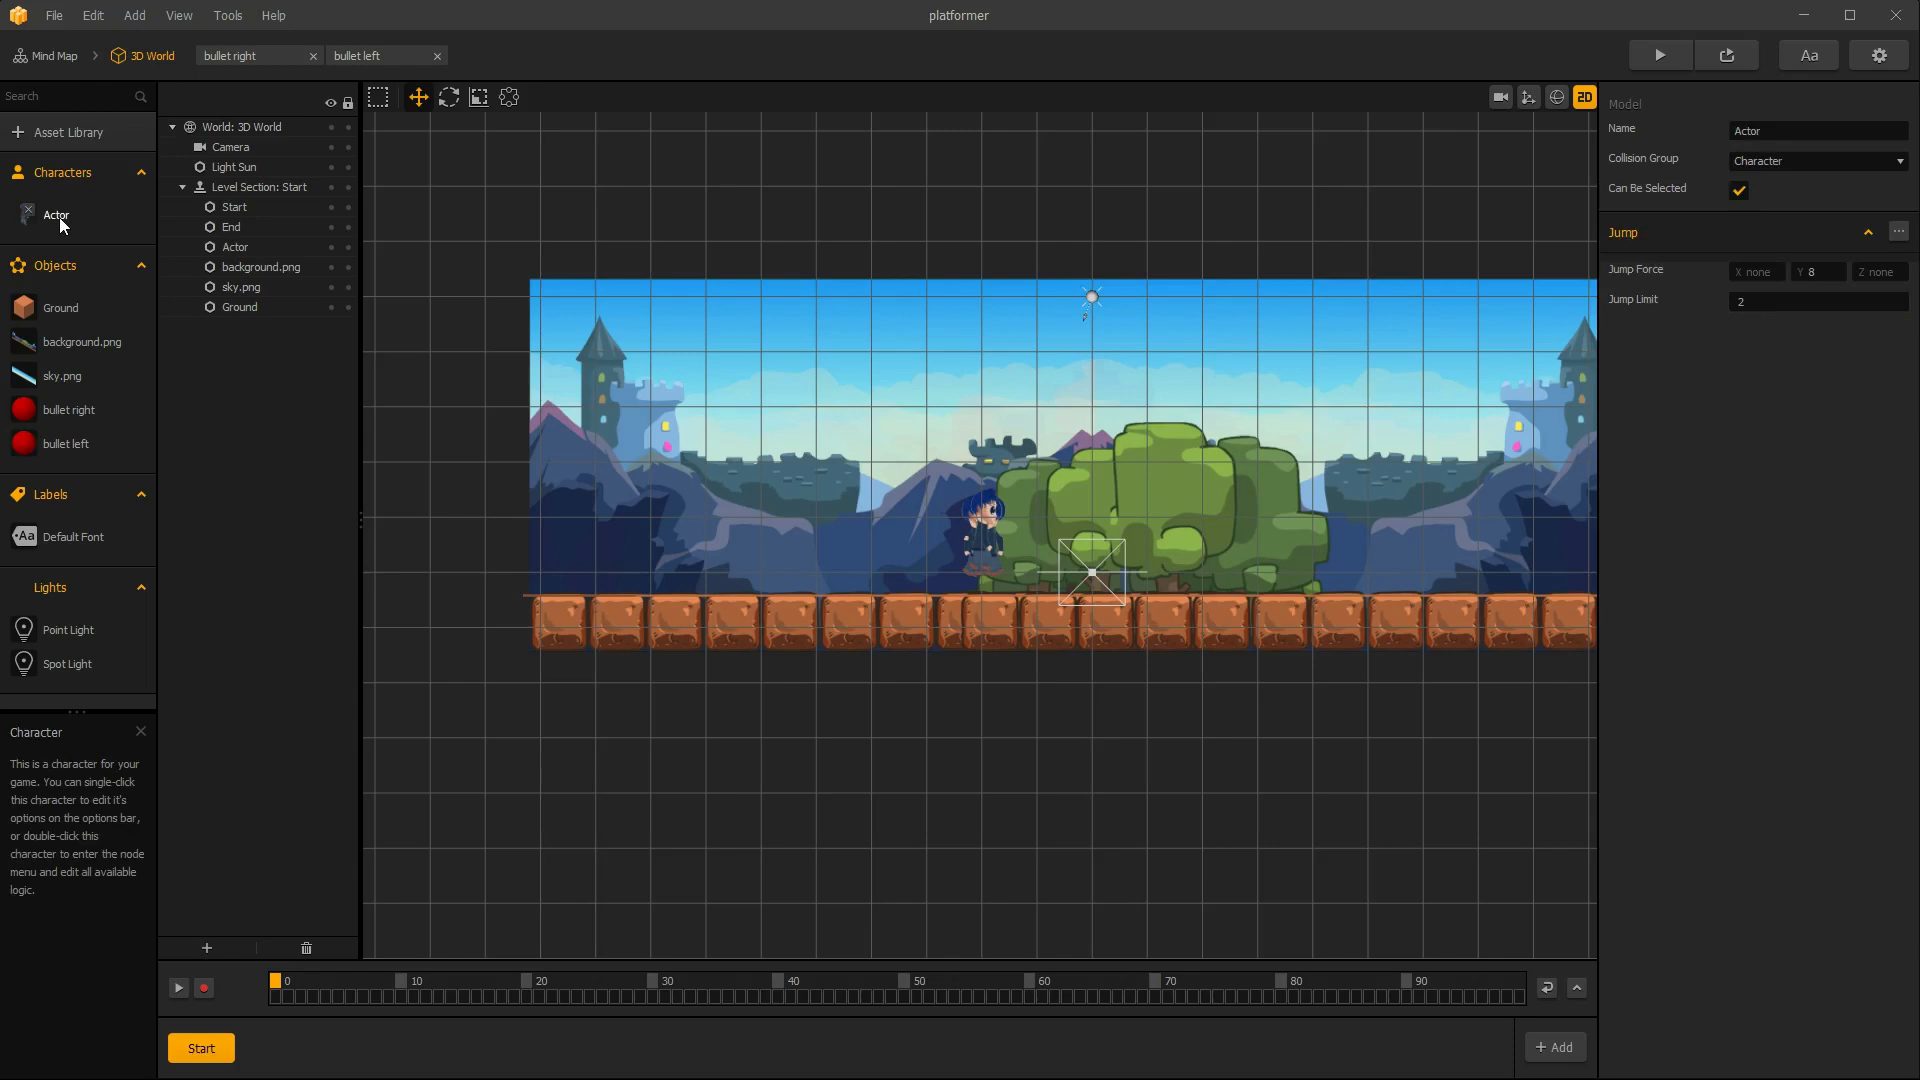 File Edit Add View Tools Help
platformer
Mind Map 3D World bullet right bullet left
Aa
Search
Asset Library
Characters
Actor
Objects
Ground
background.png
sky.png
bullet right
bullet left
Labels
Aa Default Font
Lights
Point Light
Spot Light
Character
This is a character for your
game. You can single-click
this character to edit it's
options on the options bar,
or double-click this
character to enter the node
menu and edit all available
logic.
World: 3D World
Camera
Light Sun
Level Section: Start
Start
End
Actor
background.png
sky.png
Ground
2D
0 10 20 30 40 50 60 70 80 90
Start
+ Add
Model
Name Actor
Collision Group Character
Can Be Selected
Jump
Jump Force X none Y 8 Z none
Jump Limit 2